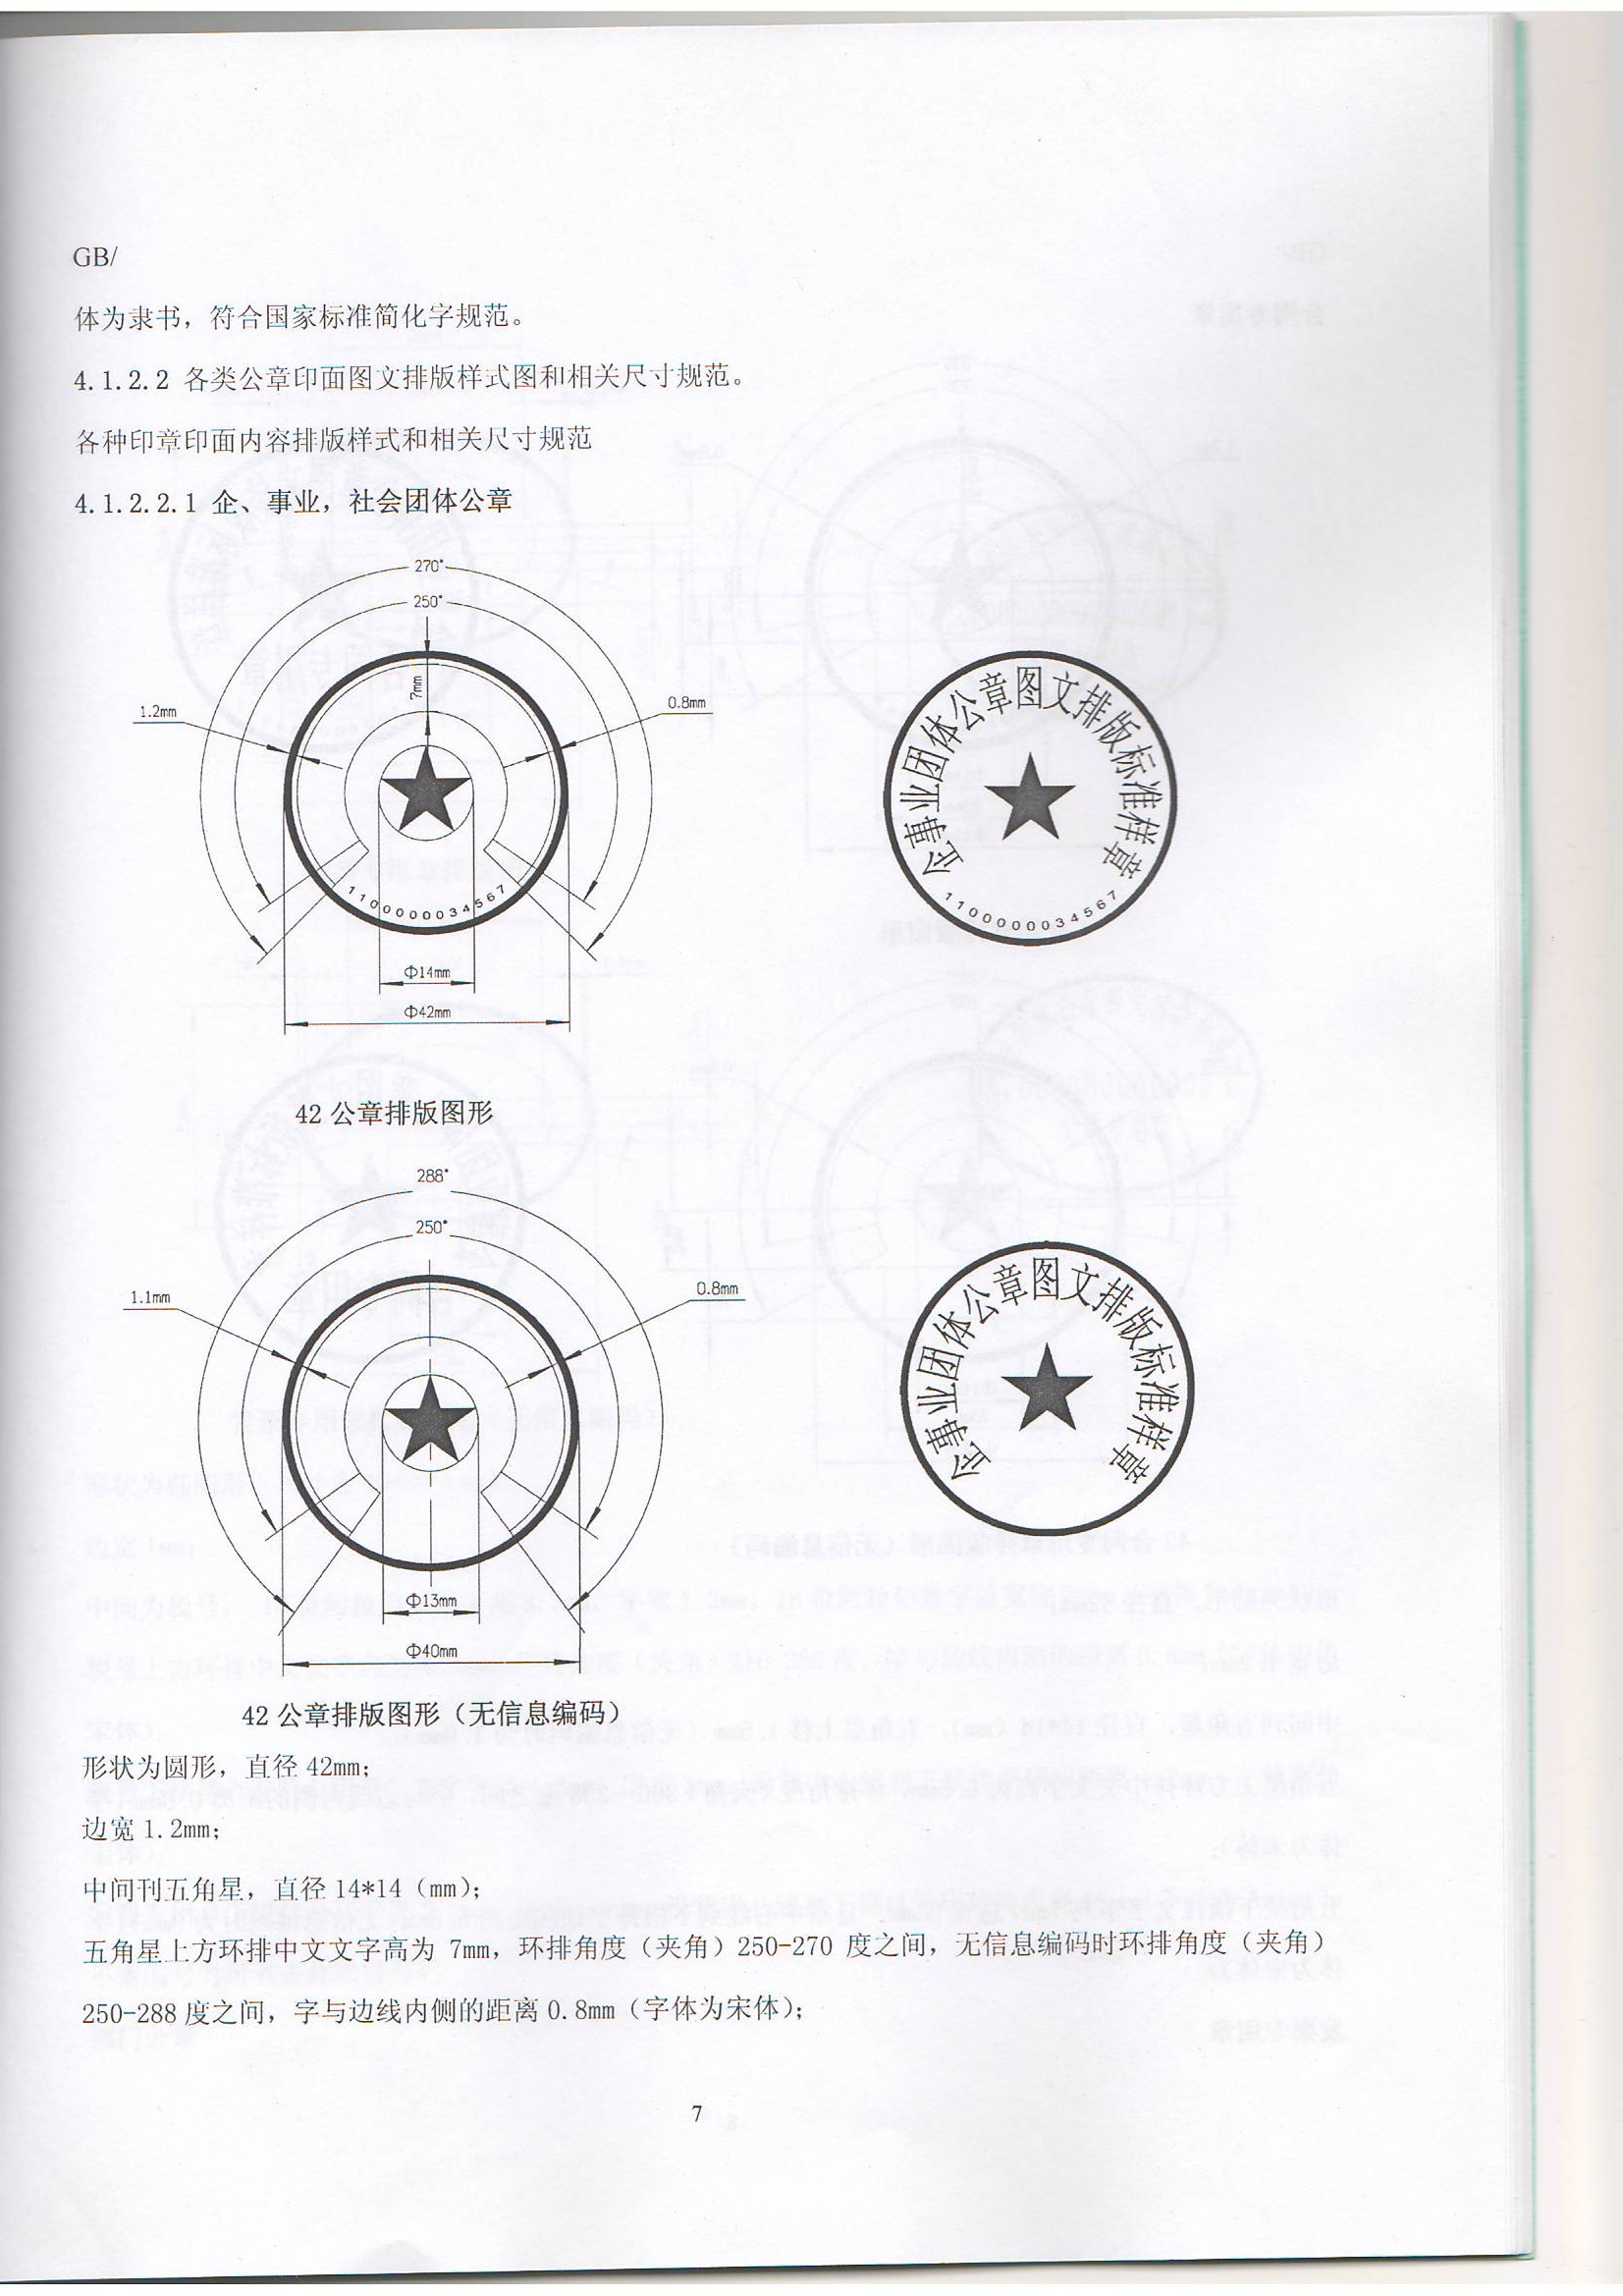 GB/
体为隶书，符合国家标准简化字规范。
4.1.2.2 各类公章印面图文排版样式图和相关尺寸规范。
各种印章印面内容排版样式和相关尺寸规范
4.1.2.2.1 企、事业，社会团体公章
270°
250°
7mm
1.2mm
0.8mm
1100000034567
Φ14mm
Φ42mm
企事业团体公章图文排版标准样章
1100000034567
42 公章排版图形
288°
250°
1.1mm
0.8mm
Φ13mm
Φ40mm
企事业团体公章图文排版标准样章
42 公章排版图形（无信息编码）
形状为圆形，直径 42mm；
边宽 1.2mm；
中间刊五角星，直径 14*14（mm）；
五角星上方环排中文文字高为 7mm，环排角度（夹角）250-270 度之间，无信息编码时环排角度（夹角）
250-288 度之间，字与边线内侧的距离 0.8mm（字体为宋体）；
7